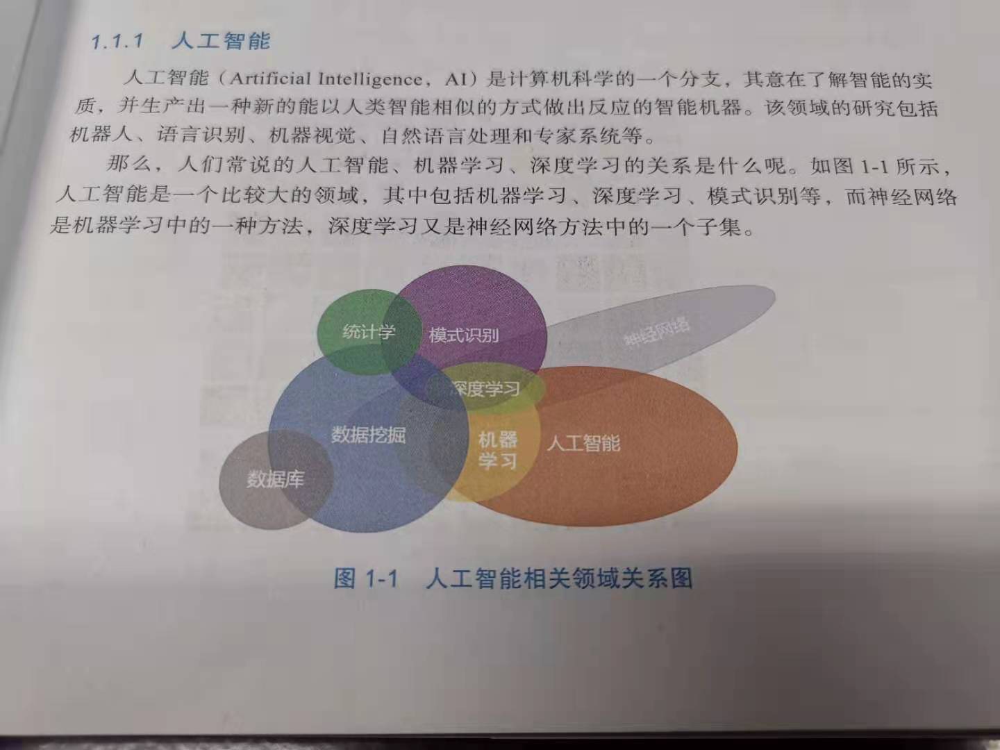 1.1.1 人工智能
人工智能（Artificial Intelligence，AI）是计算机科学的一个分支，其意在了解智能的实
质，并生产出一种新的能以人类智能相似的方式做出反应的智能机器。该领域的研究包括
机器人、语言识别、机器视觉、自然语言处理和专家系统等。
那么，人们常说的人工智能、机器学习、深度学习的关系是什么呢。如图 1-1 所示，
人工智能是一个比较大的领域，其中包括机器学习、深度学习、模式识别等，而神经网络
是机器学习中的一种方法，深度学习又是神经网络方法中的一个子集。
统计学
模式识别
神经网络
深度学习
数据挖掘
机器
学习
人工智能
数据库
图 1-1 人工智能相关领域关系图